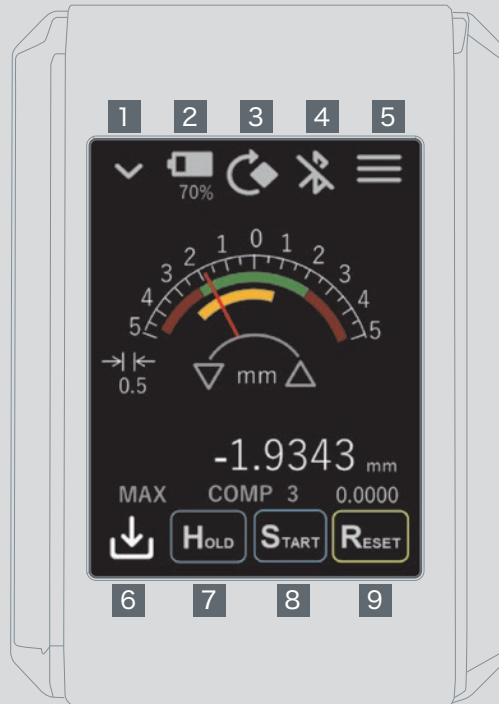 1 2 3 4 5
70%
5 4 3 2 1 0 1 2 3 4 5
0.5
mm
-1.9343 mm
MAX COMP 3 0.0000
HOLD START RESET
6 7 8 9